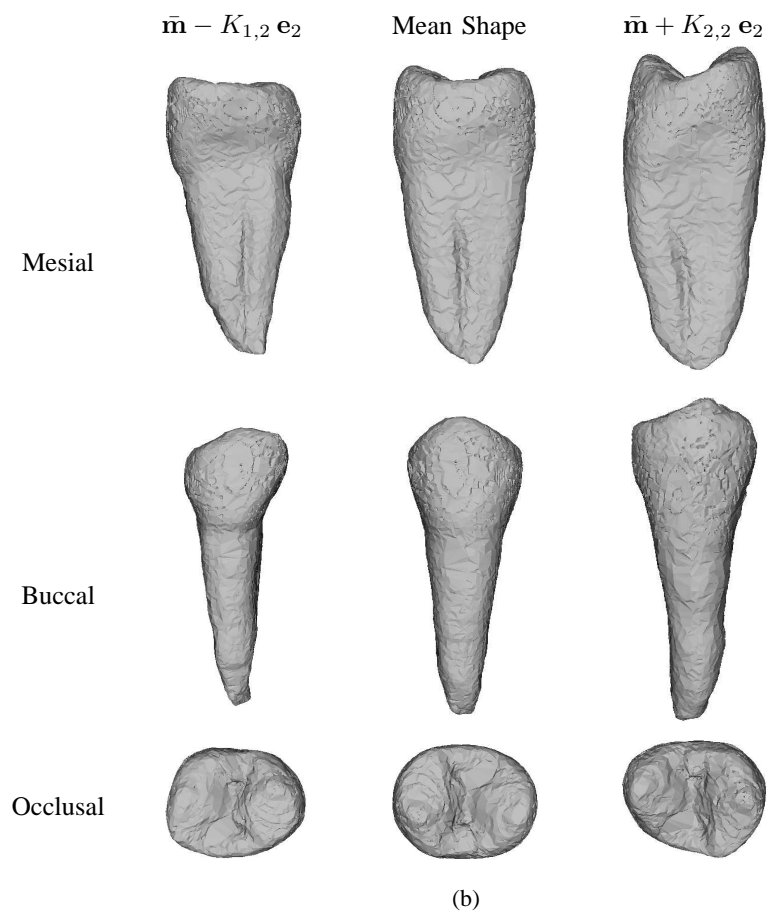 m̄ − K₁,₂ e₂ Mean Shape m̄ + K₂,₂ e₂
Mesial
Buccal
Occlusal
(b)